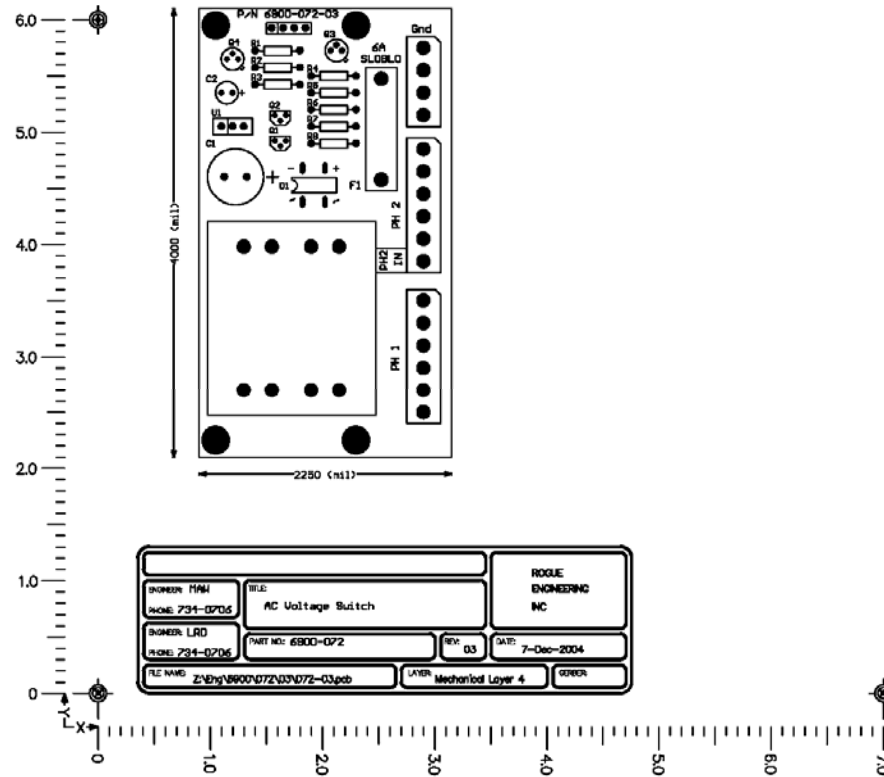 6.0
P/N 6800-072-03
Q4
R1
Q3
6A
SLOBLO
Gnd
R2
C2
R3
R4
R5
Q2
R6
U1
R7
5.0
C1
Q1
R8
- +
D1
F1
PH 2
4000 (mil)
4.0
PH2
IN
3.0
PH 1
2.0
2250 (mil)
1.0
ENGINEER: MAW
PHONE: 734-0706
TITLE:
AC Voltage Switch
ROGUE
ENGINEERING
INC
ENGINEER: LRD
PHONE: 734-0706
PART NO.: 6800-072
REV:
03
DATE:
7-Dec-2004
FILE NAME: Z:\Eng\6800\072\03\072-03.pcb
LAYER: Mechanical Layer 4
GERBER:
0
Y
X
0 1.0 2.0 3.0 4.0 5.0 6.0 7.0